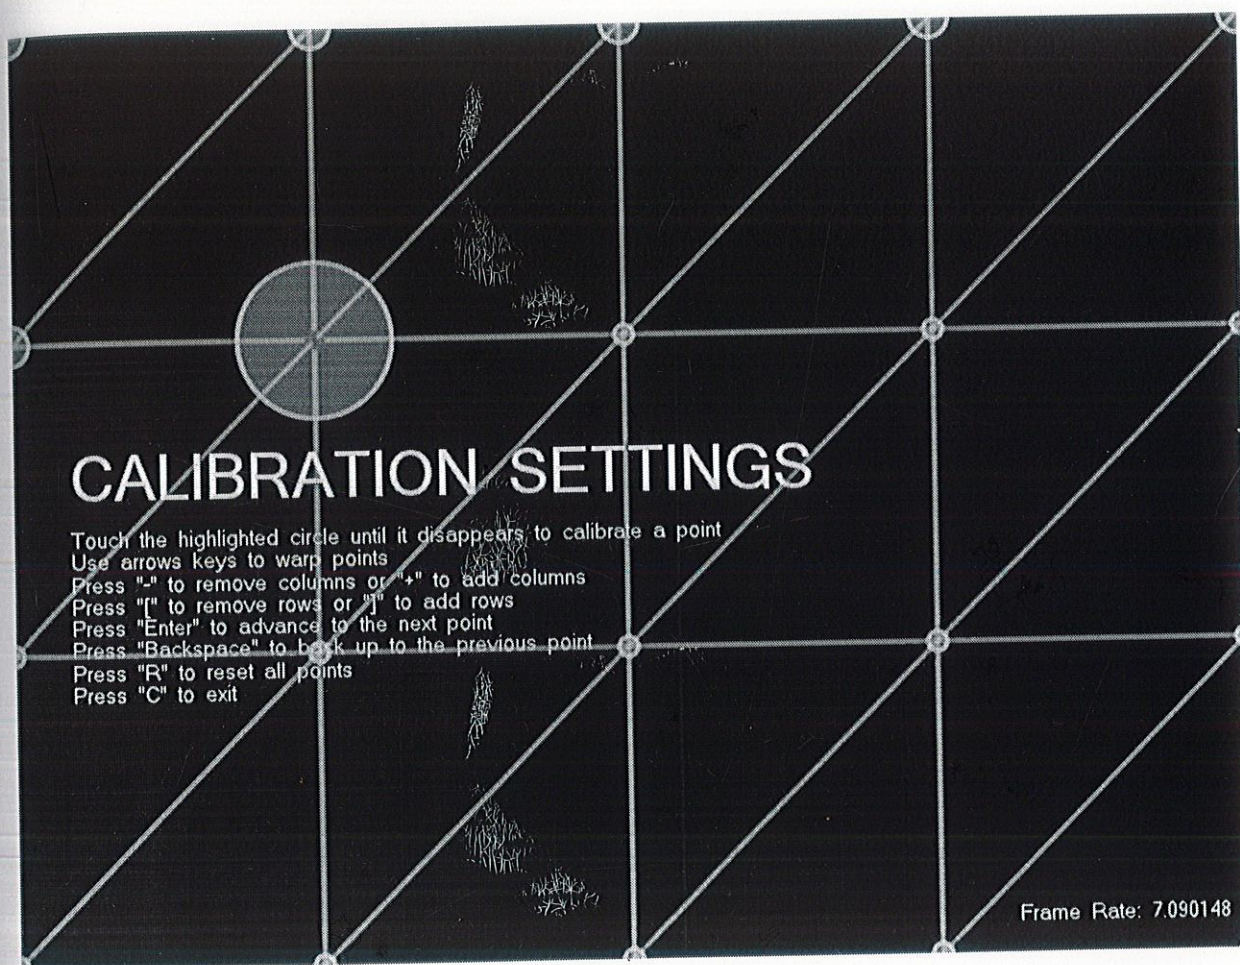 CALIBRATION SETTINGS
Touch the highlighted circle until it disappears to calibrate a point
Use arrows keys to warp points
Press "-" to remove columns or "+" to add columns
Press "[" to remove rows or "]" to add rows
Press "Enter" to advance to the next point
Press "Backspace" to back up to the previous point
Press "R" to reset all points
Press "C" to exit
Frame Rate: 7.090148